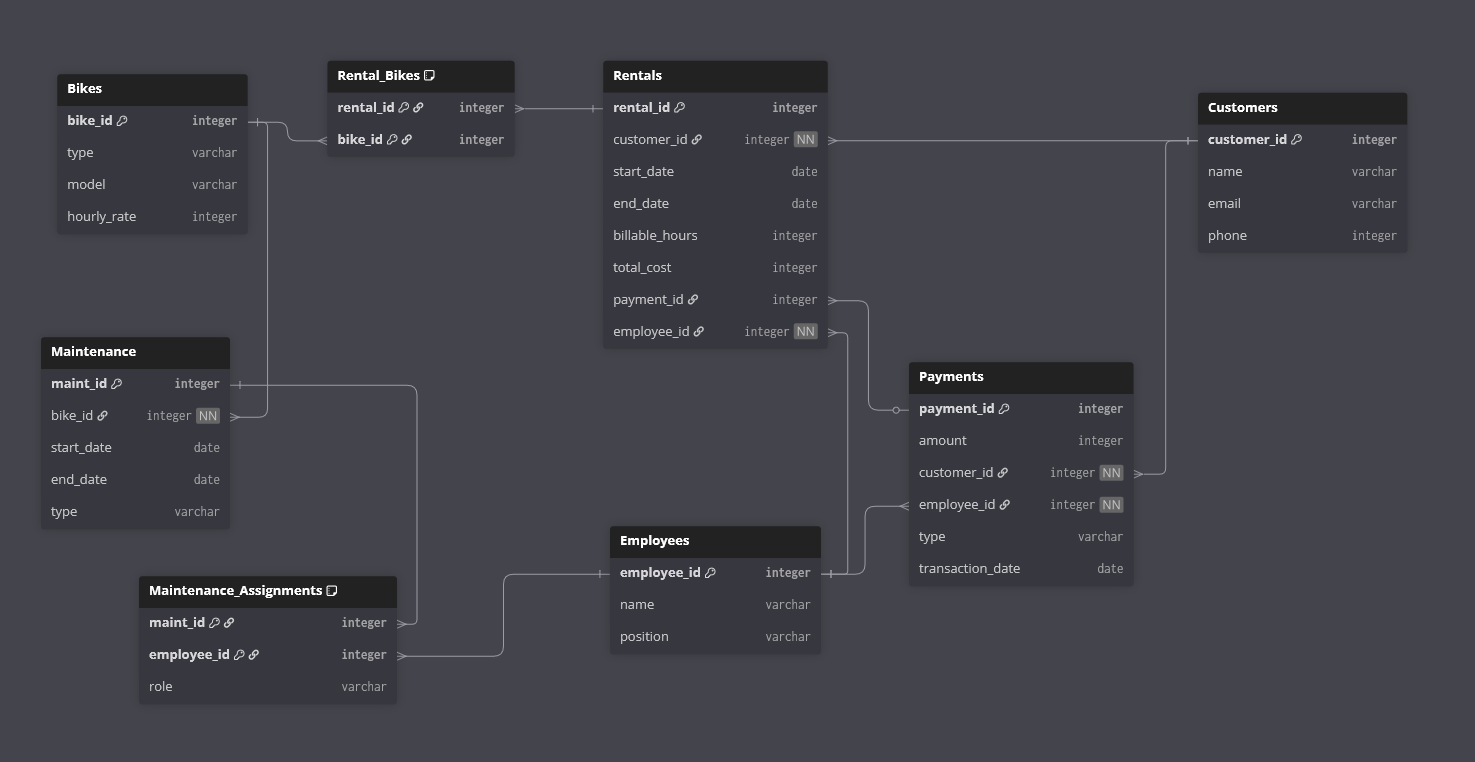 Bikes
bike_id integer
type varchar
model varchar
hourly_rate integer
Rental_Bikes
rental_id integer
bike_id integer
Rentals
rental_id integer
customer_id integer NN
start_date date
end_date date
billable_hours integer
total_cost integer
payment_id integer
employee_id integer NN
Customers
customer_id integer
name varchar
email varchar
phone integer
Maintenance
maint_id integer
bike_id integer NN
start_date date
end_date date
type varchar
Payments
payment_id integer
amount integer
customer_id integer NN
employee_id integer NN
type varchar
transaction_date date
Employees
employee_id integer
name varchar
position varchar
Maintenance_Assignments
maint_id integer
employee_id integer
role varchar